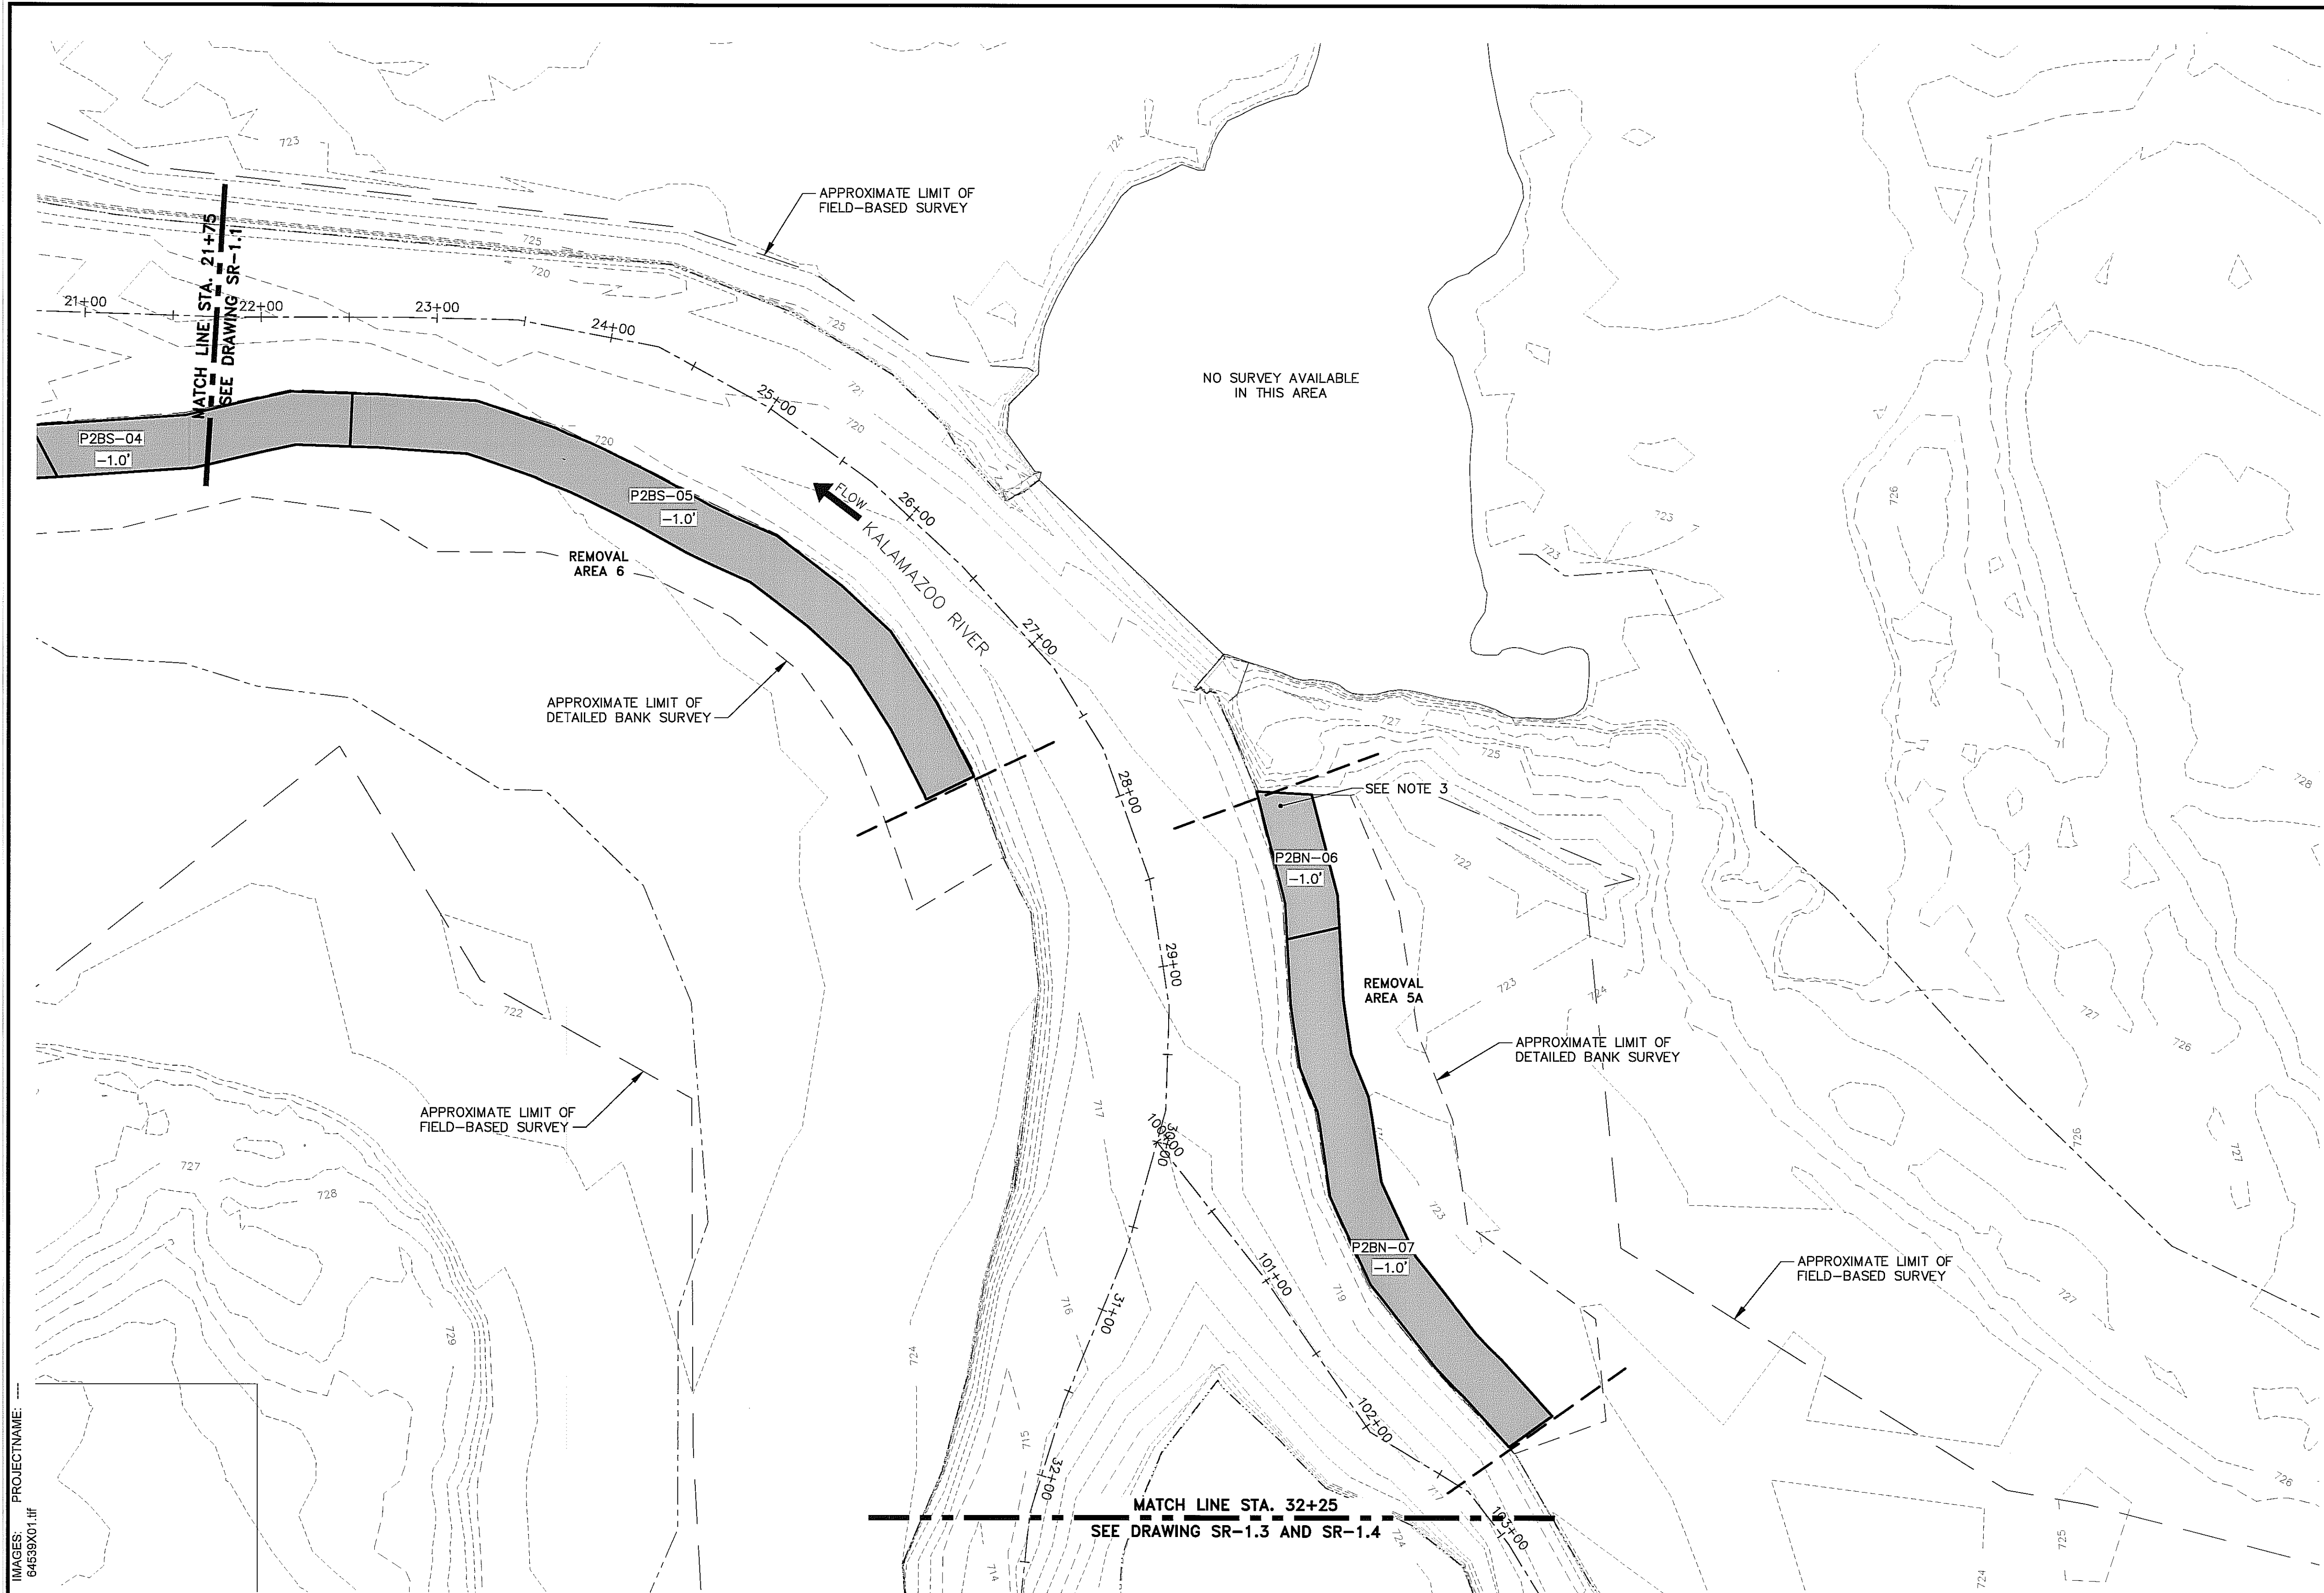 723
724
APPROXIMATE LIMIT OF
FIELD-BASED SURVEY
725
720
MATCH LINE STA. 21+75
SEE DRAWING SR-1.1
21+00
22+00
23+00
24+00
725
721
720
25+00
NO SURVEY AVAILABLE
IN THIS AREA
P2BS-04
-1.0'
720
P2BS-05
-1.0'
FLOW
KALAMAZOO RIVER
26+00
726
723
723
REMOVAL
AREA 6
27+00
APPROXIMATE LIMIT OF
DETAILED BANK SURVEY
727
725
728
28+00
SEE NOTE 3
P2BN-06
-1.0'
722
29+00
REMOVAL
AREA 5A
723
724
722
727
726
APPROXIMATE LIMIT OF
DETAILED BANK SURVEY
APPROXIMATE LIMIT OF
FIELD-BASED SURVEY
717
100+00
726
727
727
728
723
P2BN-07
-1.0'
101+00
719
716
31+00
APPROXIMATE LIMIT OF
FIELD-BASED SURVEY
727
729
724
715
32+00
102+00
717
726
MATCH LINE STA. 32+25
SEE DRAWING SR-1.3 AND SR-1.4
103+00
724
714
725
724
IMAGES:
64539X01.tif
PROJECTNAME: ----